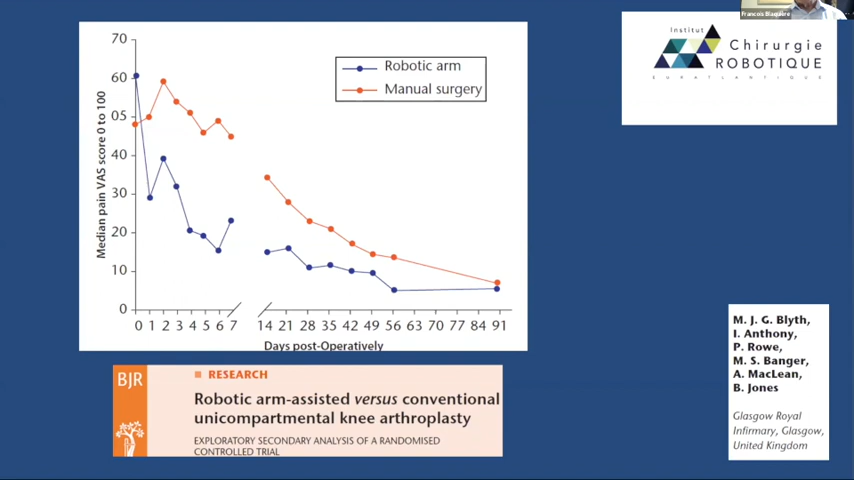 Francois Blaquière
Institut
Chirurgie
ROBOTIQUE
SUPATLANTIQUE
70
60
05
40
30
20
10
0
Median pain VAS score 0 to 100
Robotic arm
Manual surgery
0 1 2 3 4 5 6 7 14 21 28 35 42 49 56 63 70 77 84 91
Days post-Operatively
BJR
RESEARCH
Robotic arm-assisted versus conventional
unicompartmental knee arthroplasty
EXPLORATORY SECONDARY ANALYSIS OF A RANDOMISED
CONTROLLED TRIAL
M. J. G. Blyth,
I. Anthony,
P. Rowe,
M. S. Banger,
A. MacLean,
B. Jones
Glasgow Royal
Infirmary, Glasgow,
United Kingdom